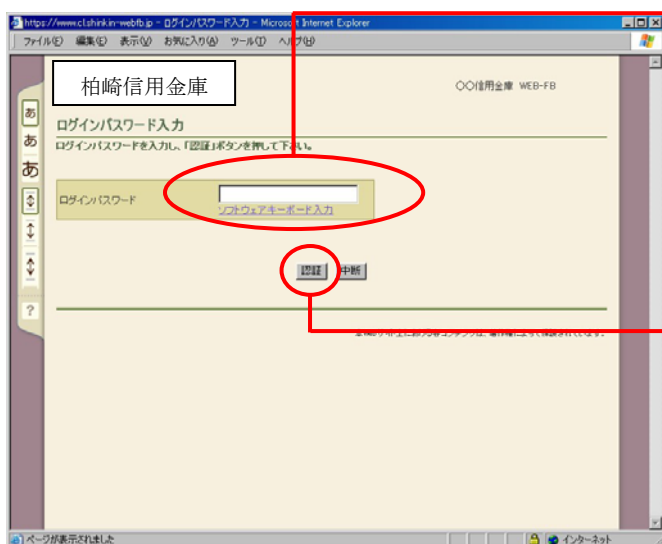 https://www.cl.shinkin-webfb.jp - ログインパスワード入力 - Microsoft Internet Explorer
ファイル(F) 編集(E) 表示(V) お気に入り(A) ツール(T) ヘルプ(H)
柏崎信用金庫
〇〇信用金庫 WEB-FB
あ
あ
あ
?
ログインパスワード入力
ログインパスワードを入力し、「認証」ボタンを押して下さい。
ログインパスワード
ソフトウェアキーボード入力
認証 中断
ページが表示されました
インターネット